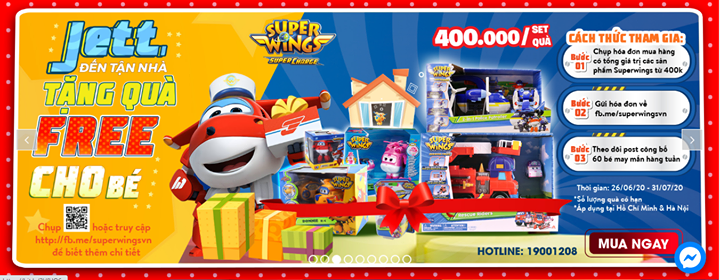 Jett
ĐẾN TẬN NHÀ
TẶNG QUÀ
FREE
CHO BÉ
Chụp hoặc truy cập
http://fb.me/superwingsvn
để biết thêm chi tiết
SUPER
WINGS
SUPER CHARGE
400.000/SET QUÀ
SUPER
WINGS
CÁCH THỨC THAM GIA:
Bước 01
Chụp hóa đơn mua hàng
có tổng giá trị các sản
phẩm Superwings từ 400k
Bước 02
Gửi hóa đơn về
fb.me/superwingsvn
Bước 03
Theo dõi post công bố
60 bé may mắn hàng tuần
Thời gian: 26/06/20 - 31/07/20
*Số lượng quà có hạn
*Áp dụng tại Hồ Chí Minh & Hà Nội
HOTLINE: 19001208
MUA NGAY